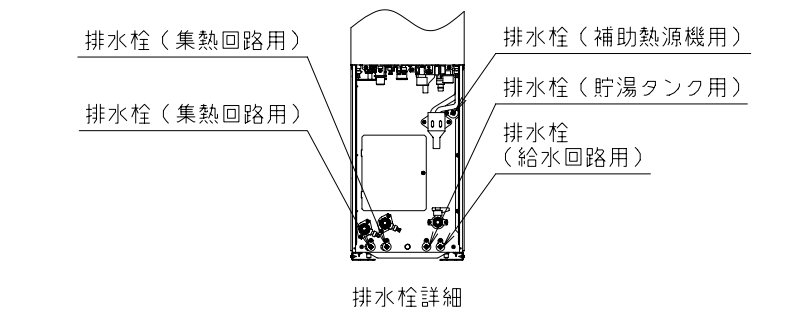 排水栓（集熱回路用）
排水栓（集熱回路用）
排水栓（補助熱源機用）
排水栓（貯湯タンク用）
排水栓
（給水回路用）
排水栓詳細